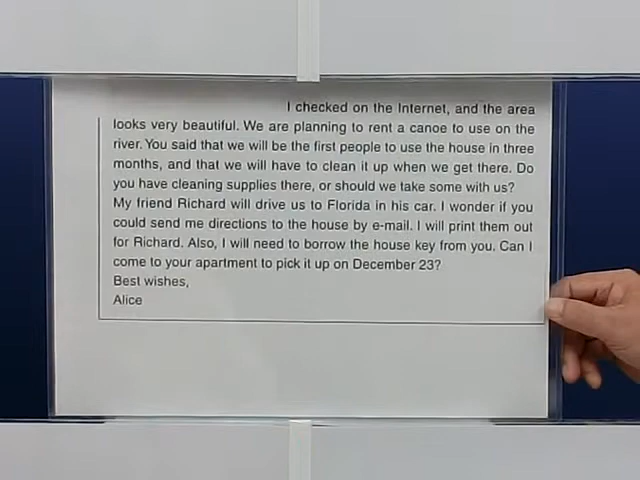 I checked on the Internet, and the area
looks very beautiful. We are planning to rent a canoe to use on the
river. You said that we will be the first people to use the house in three
months, and that we will have to clean it up when we get there. Do
you have cleaning supplies there, or should we take some with us?
My friend Richard will drive us to Florida in his car. I wonder if you
could send me directions to the house by e-mail. I will print them out
for Richard. Also, I will need to borrow the house key from you. Can I
come to your apartment to pick it up on December 23?
Best wishes,
Alice